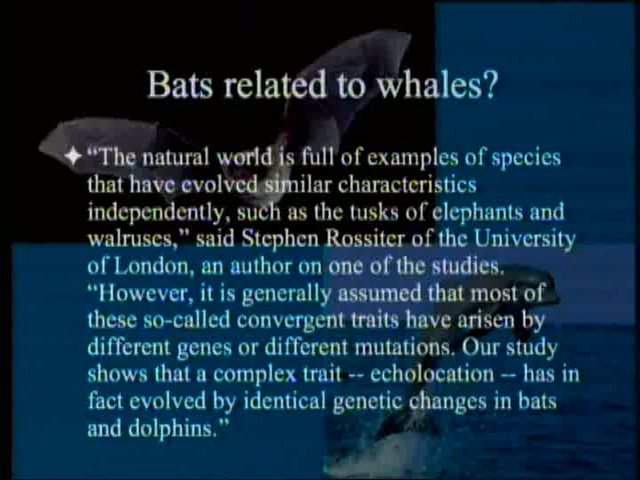 Bats related to whales?
“The natural world is full of examples of species
that have evolved similar characteristics
independently, such as the tusks of elephants and
walruses,” said Stephen Rossiter of the University
of London, an author on one of the studies.
“However, it is generally assumed that most of
these so-called convergent traits have arisen by
different genes or different mutations. Our study
shows that a complex trait -- echolocation -- has in
fact evolved by identical genetic changes in bats
and dolphins.”